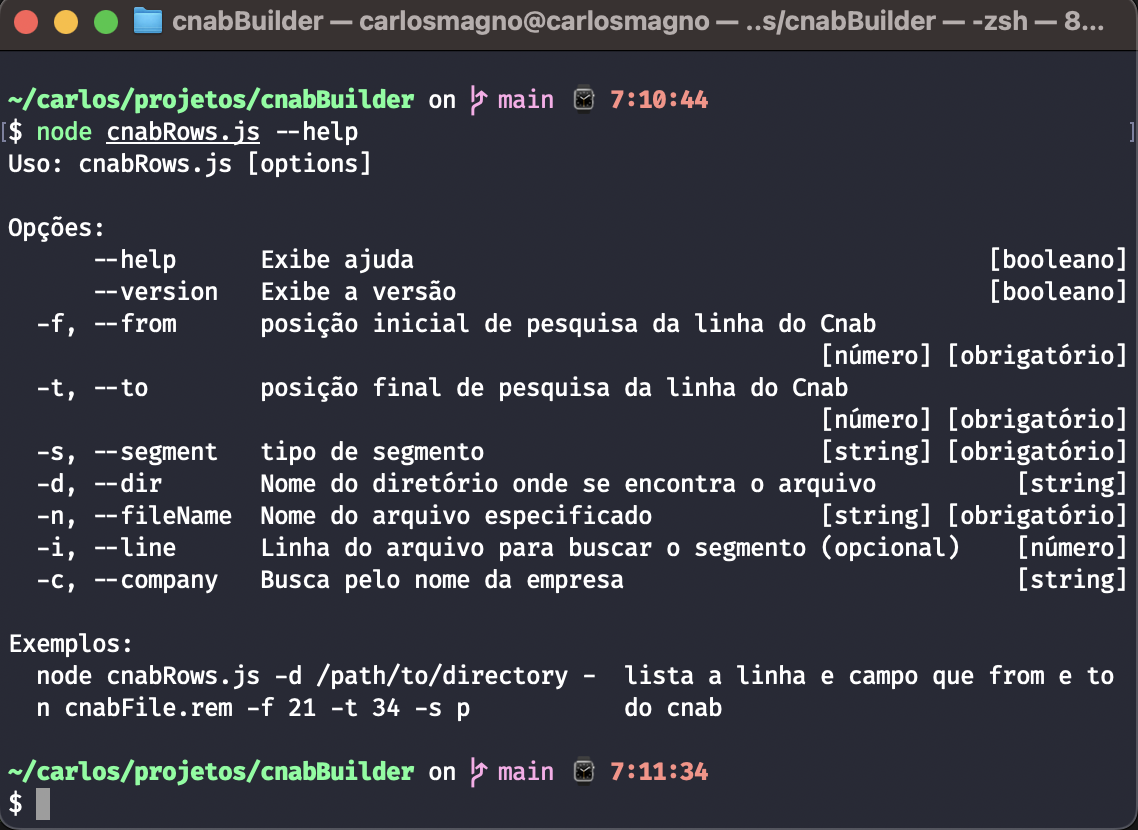 cnabBuilder — carlosmagno@carlosmagno — ..s/cnabBuilder — -zsh — 8...
~/carlos/projetos/cnabBuilder on main 7:10:44
[$ node cnabRows.js --help ]
Uso: cnabRows.js [options]
Opções:
--help Exibe ajuda [booleano]
--version Exibe a versão [booleano]
-f, --from posição inicial de pesquisa da linha do Cnab
[número] [obrigatório]
-t, --to posição final de pesquisa da linha do Cnab
[número] [obrigatório]
-s, --segment tipo de segmento [string] [obrigatório]
-d, --dir Nome do diretório onde se encontra o arquivo [string]
-n, --fileName Nome do arquivo especificado [string] [obrigatório]
-i, --line Linha do arquivo para buscar o segmento (opcional) [número]
-c, --company Busca pelo nome da empresa [string]
Exemplos:
node cnabRows.js -d /path/to/directory - lista a linha e campo que from e to
n cnabFile.rem -f 21 -t 34 -s p do cnab
~/carlos/projetos/cnabBuilder on main 7:11:34
$